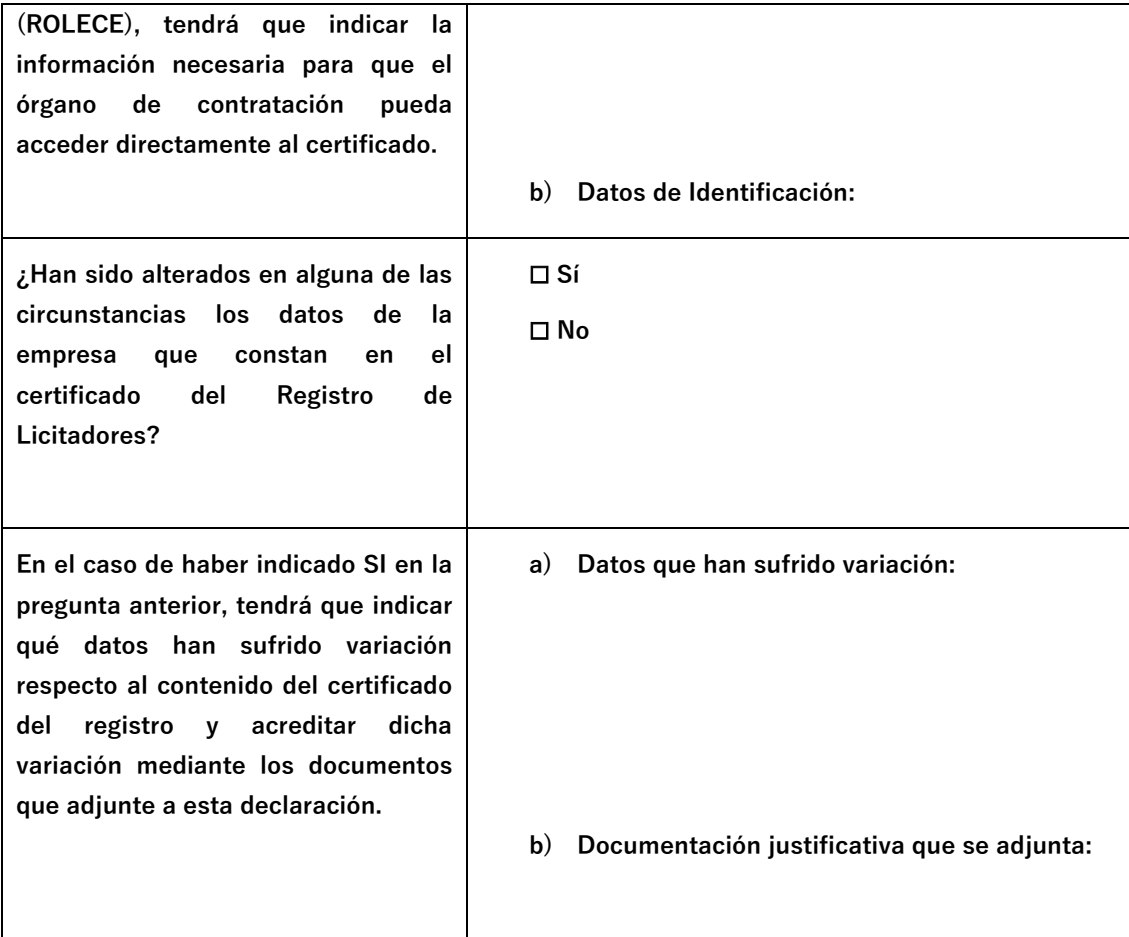 (ROLECE), tendrá que indicar la
información necesaria para que el
órgano de contratación pueda
acceder directamente al certificado.
b) Datos de Identificación:
¿Han sido alterados en alguna de las
circunstancias los datos de la
empresa que constan en el
certificado del Registro de
Licitadores?
☐ Sí
☐ No
En el caso de haber indicado SI en la
pregunta anterior, tendrá que indicar
qué datos han sufrido variación
respecto al contenido del certificado
del registro y acreditar dicha
variación mediante los documentos
que adjunte a esta declaración.
a) Datos que han sufrido variación:
b) Documentación justificativa que se adjunta: